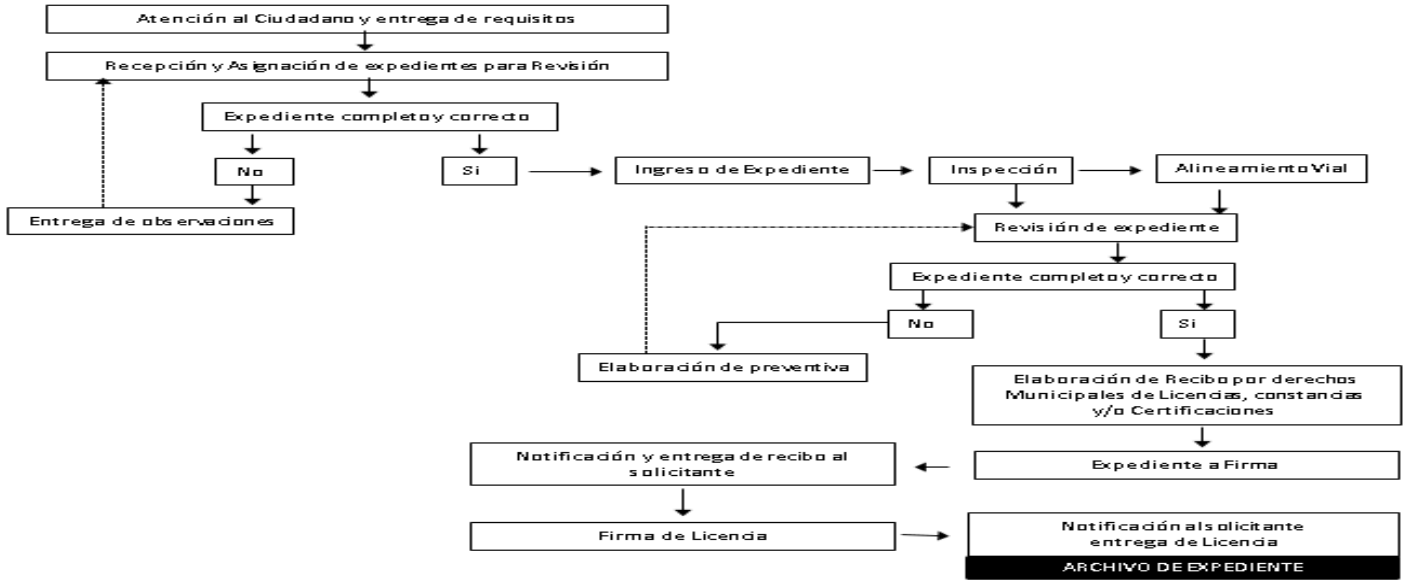 Atención al Ciudadano y entrega de requisitos
Recepción y Asignación de expedientes para Revisión
Expediente completo y correcto
No
Si
Ingreso de Expediente
Inspección
Alineamiento Vial
Entrega de observaciones
Revisión de expediente
Expediente completo y correcto
No
Si
Elaboración de preventiva
Elaboración de Recibo por derechos
Municipales de Licencias, constancias
y/o Certificaciones
Notificación y entrega de recibo al
solicitante
Expediente a Firma
Firma de Licencia
Notificación al solicitante
entrega de Licencia
ARCHIVO DE EXPEDIENTE